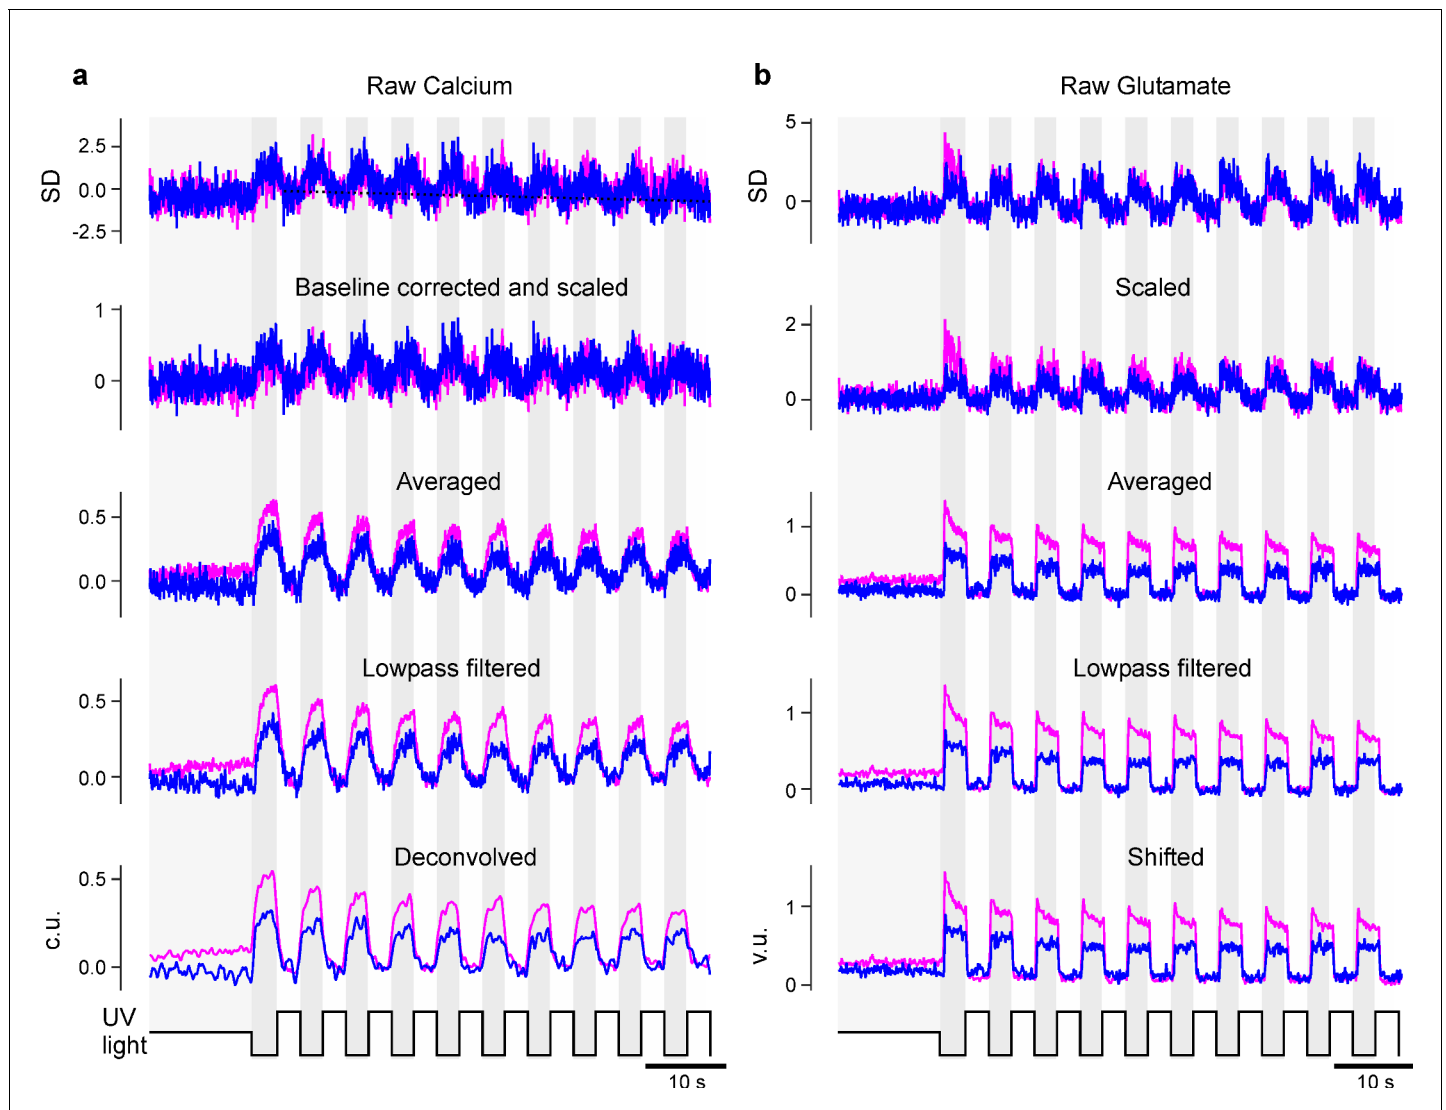 a
Raw Calcium
2.5
0.0
-2.5
SD
Baseline corrected and scaled
1
0
Averaged
0.5
0.0
Lowpass filtered
0.5
0.0
Deconvolved
0.5
0.0
c.u.
UV
light
10 s
b
Raw Glutamate
5
0
SD
Scaled
2
0
Averaged
1
0
Lowpass filtered
1
0
Shifted
1
0
v.u.
10 s